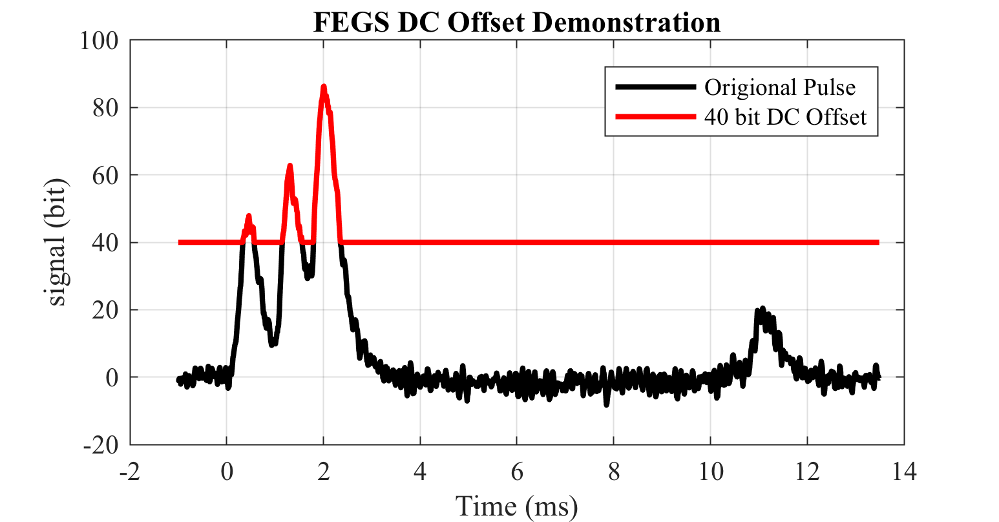 FEGS DC Offset Demonstration
100
80
60
40
20
0
-20
signal (bit)
Origional Pulse
40 bit DC Offset
-2 0 2 4 6 8 10 12 14
Time (ms)